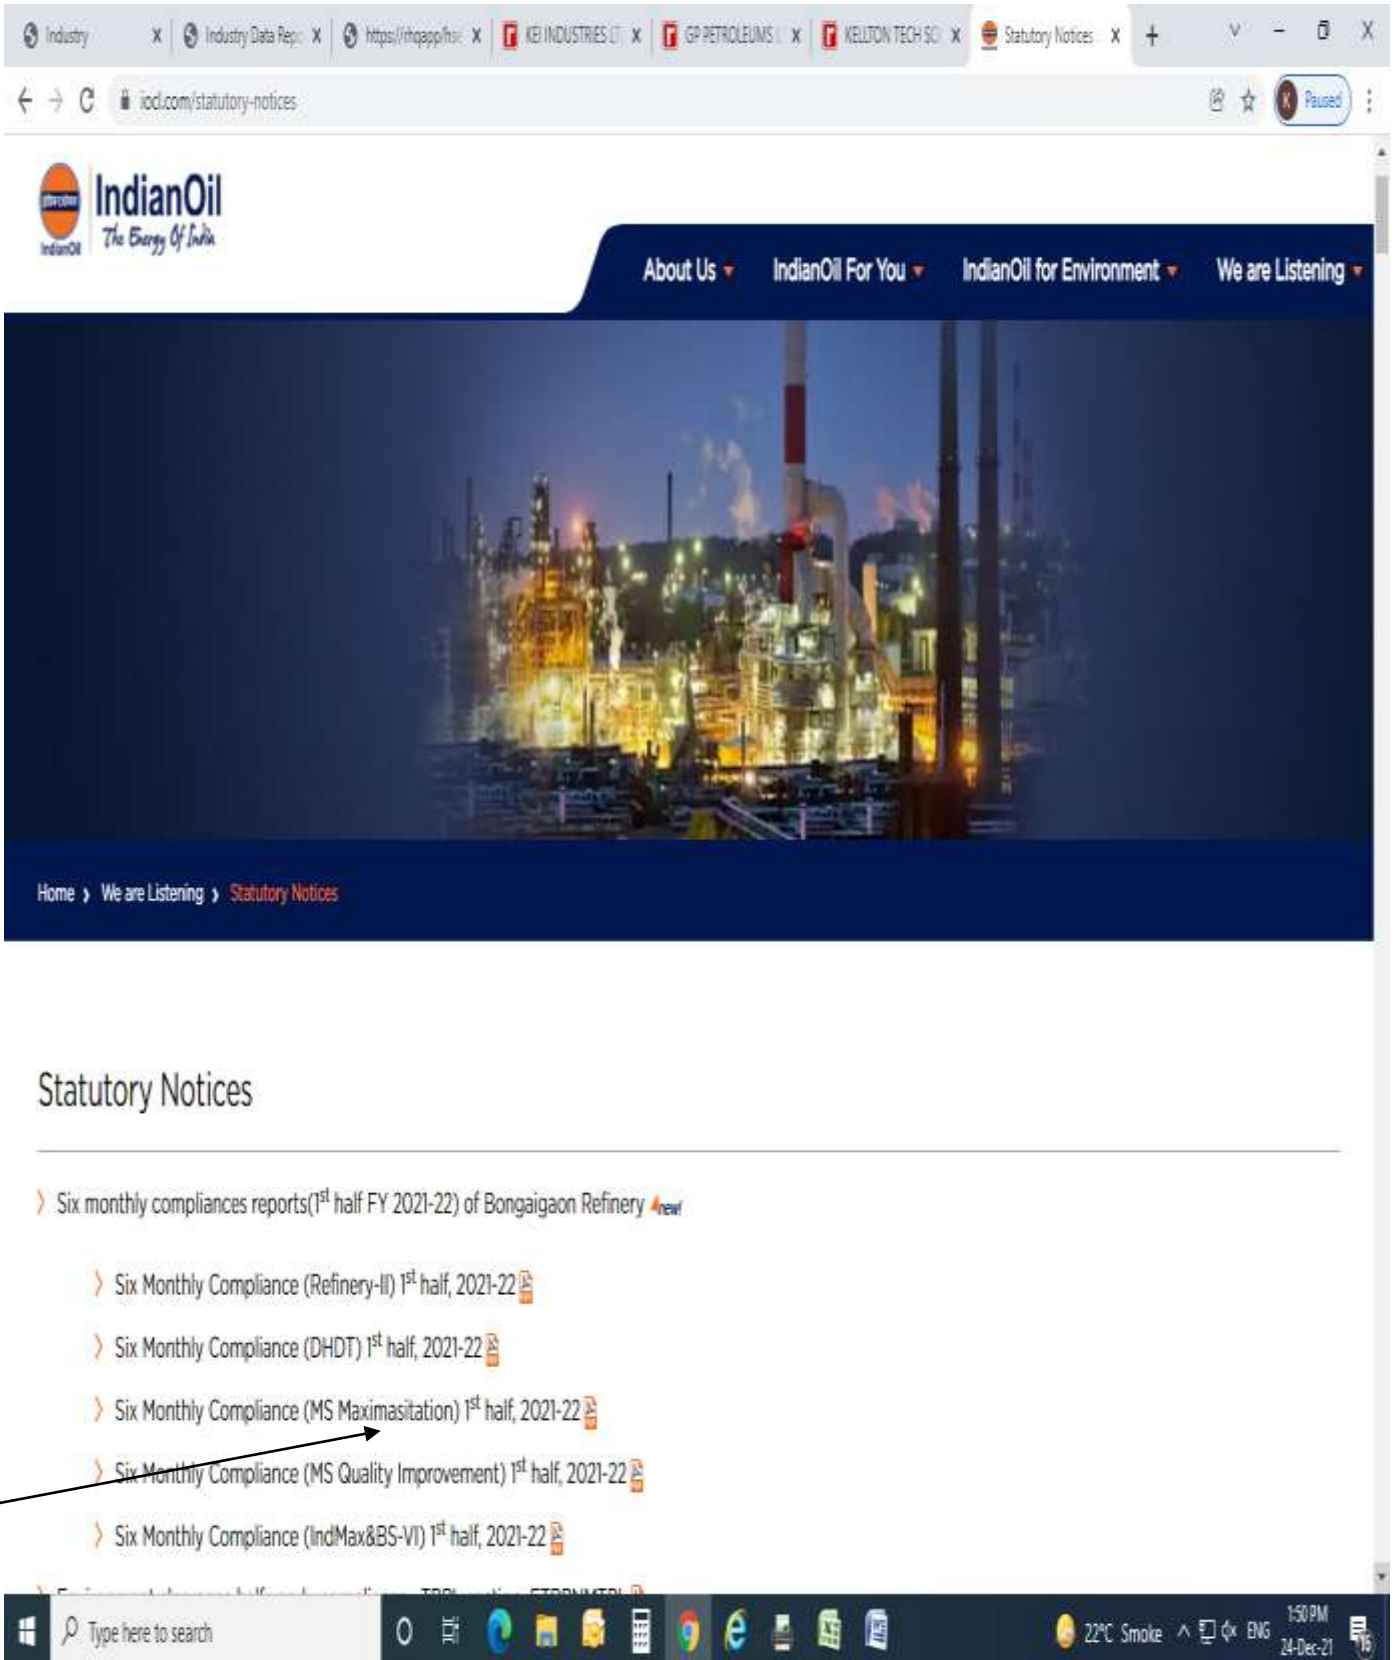 Industry Industry Data Rep https://rhqapp/hs KEI INDUSTRIES LT GP PETROLEUMS L KELLTON TECH SO Statutory Notices
iocl.com/statutory-notices Paused
IndianOil
The Energy Of India
IndianOil
About Us IndianOil For You IndianOil for Environment We are Listening
Home > We are Listening > Statutory Notices
Statutory Notices
Six monthly compliances reports(1st half FY 2021-22) of Bongaigaon Refinery new!
Six Monthly Compliance (Refinery-II) 1st half, 2021-22
Six Monthly Compliance (DHDT) 1st half, 2021-22
Six Monthly Compliance (MS Maximasitation) 1st half, 2021-22
Six Monthly Compliance (MS Quality Improvement) 1st half, 2021-22
Six Monthly Compliance (IndMax&BS-VI) 1st half, 2021-22
Type here to search 22°C Smoke ENG 1:50 PM
24-Dec-21